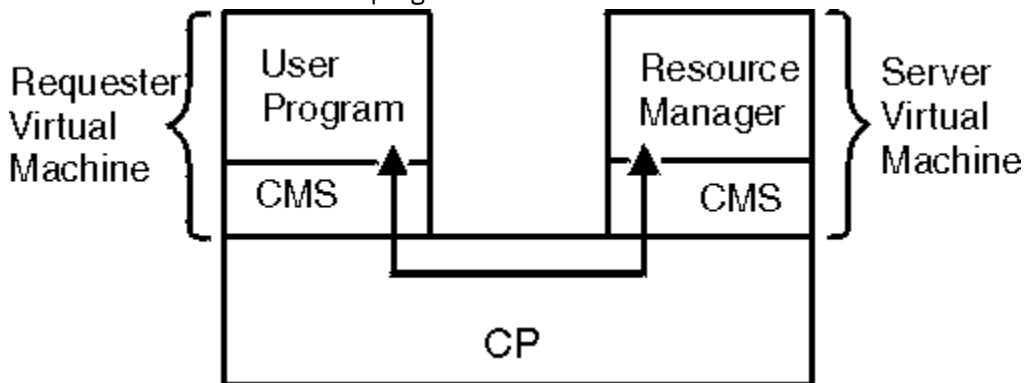 Requester
Virtual
Machine
User
Program
CMS
Resource
Manager
CMS
Server
Virtual
Machine
CP